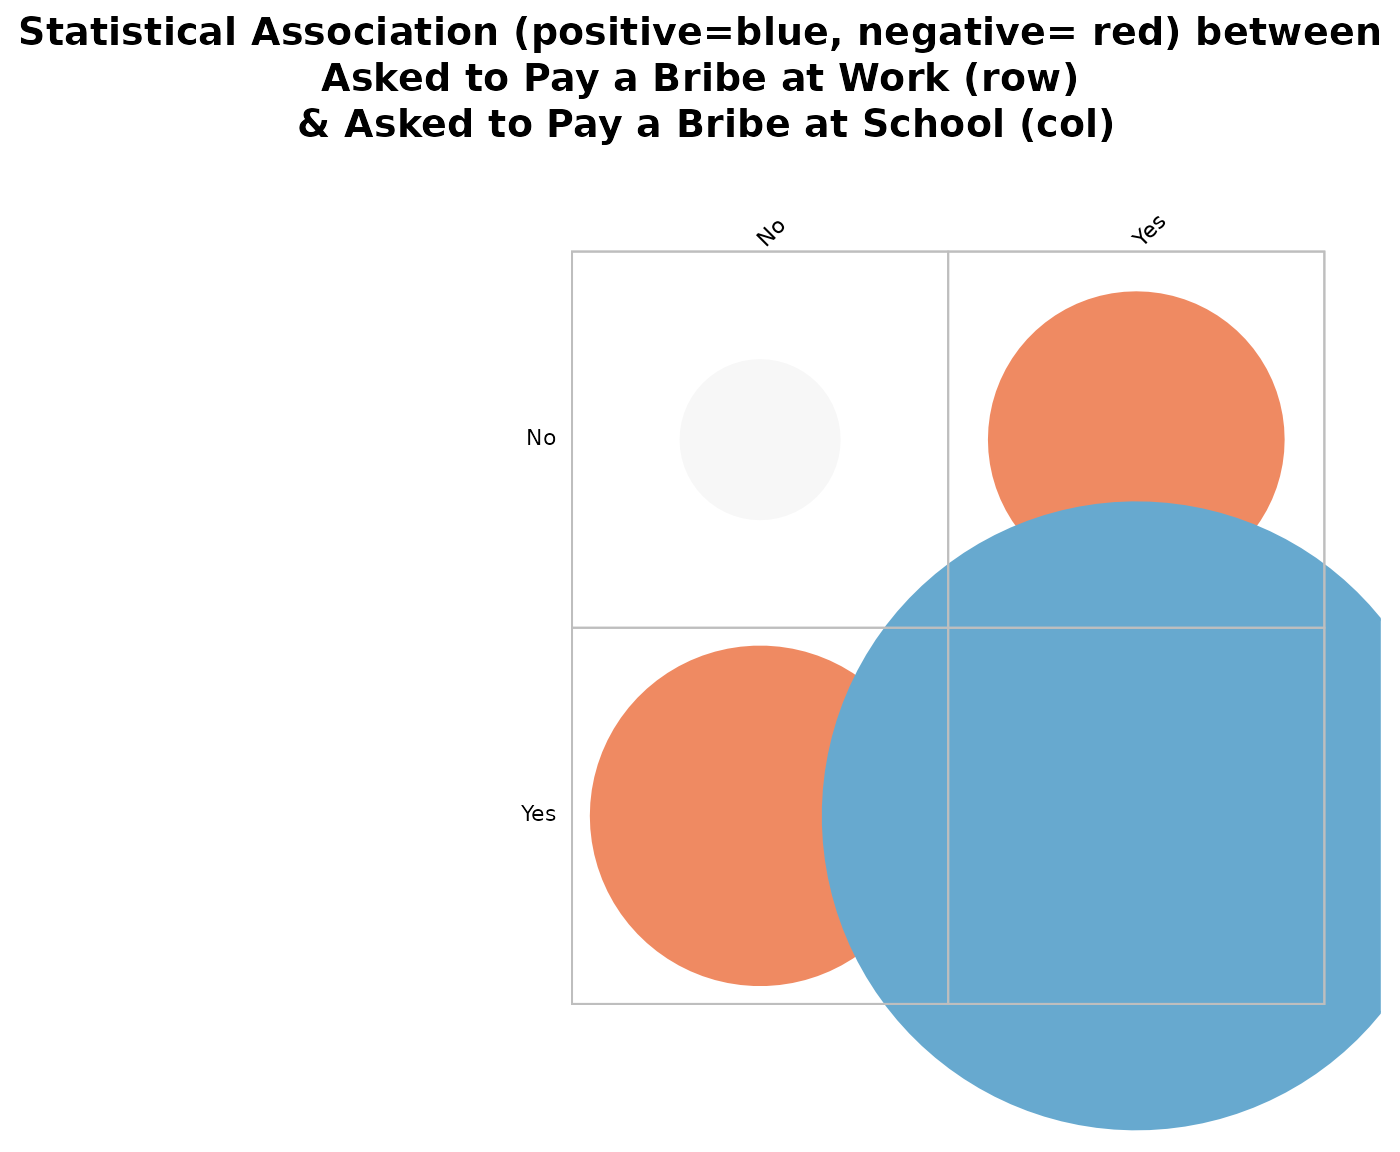 Statistical Association (positive=blue, negative= red) between
Asked to Pay a Bribe at Work (row)
& Asked to Pay a Bribe at School (col)
No Yes
No
Yes